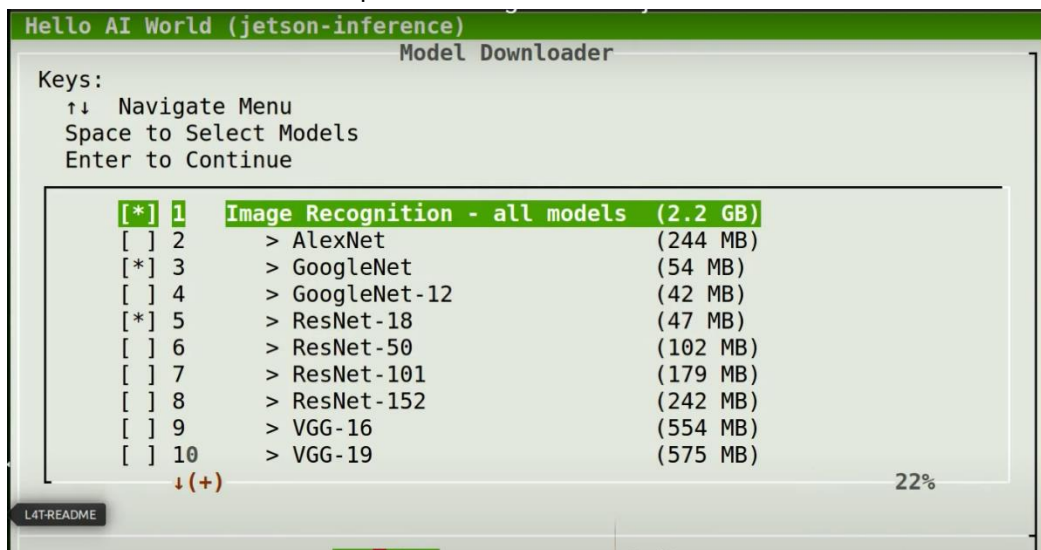 Hello AI World (jetson-inference)
Model Downloader
Keys:
↑↓ Navigate Menu
Space to Select Models
Enter to Continue
[*] 1 Image Recognition - all models (2.2 GB)
[ ] 2 > AlexNet (244 MB)
[*] 3 > GoogleNet (54 MB)
[ ] 4 > GoogleNet-12 (42 MB)
[*] 5 > ResNet-18 (47 MB)
[ ] 6 > ResNet-50 (102 MB)
[ ] 7 > ResNet-101 (179 MB)
[ ] 8 > ResNet-152 (242 MB)
[ ] 9 > VGG-16 (554 MB)
[ ] 10 > VGG-19 (575 MB)
↓(+) 22%
L4T-README